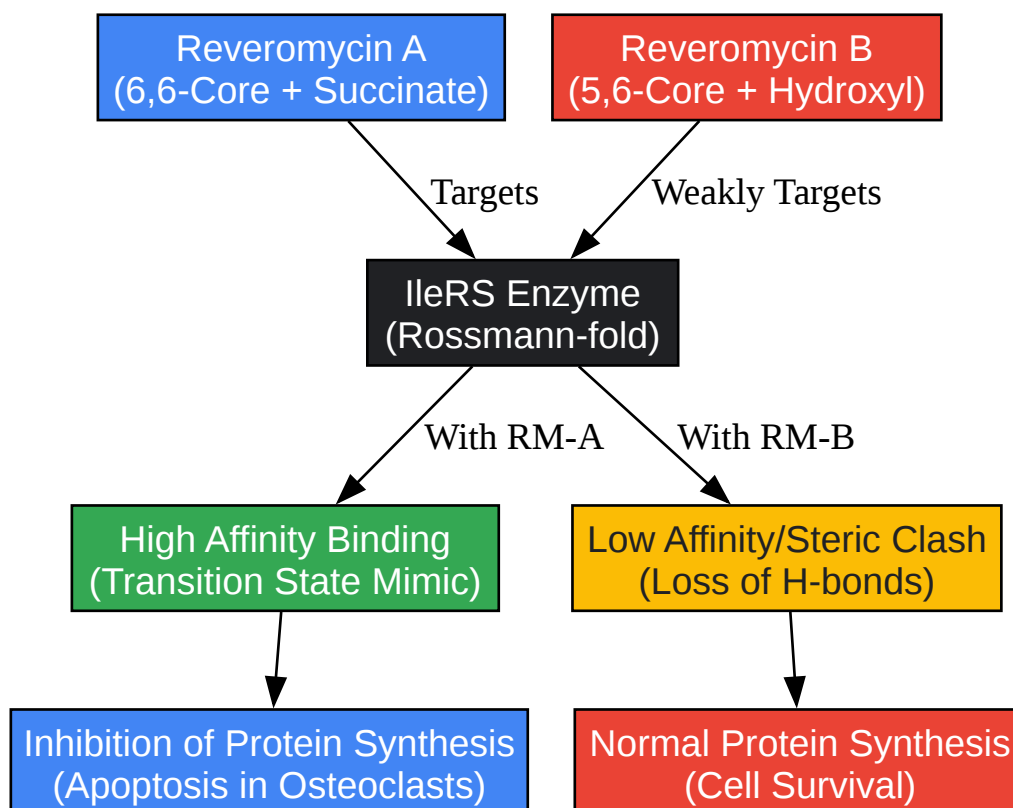 Reveromycin A
(6,6-Core + Succinate)
Reveromycin B
(5,6-Core + Hydroxyl)
Targets
Weakly Targets
IleRS Enzyme
(Rossmann-fold)
With RM-A
With RM-B
High Affinity Binding
(Transition State Mimic)
Low Affinity/Steric Clash
(Loss of H-bonds)
Inhibition of Protein Synthesis
(Apoptosis in Osteoclasts)
Normal Protein Synthesis
(Cell Survival)